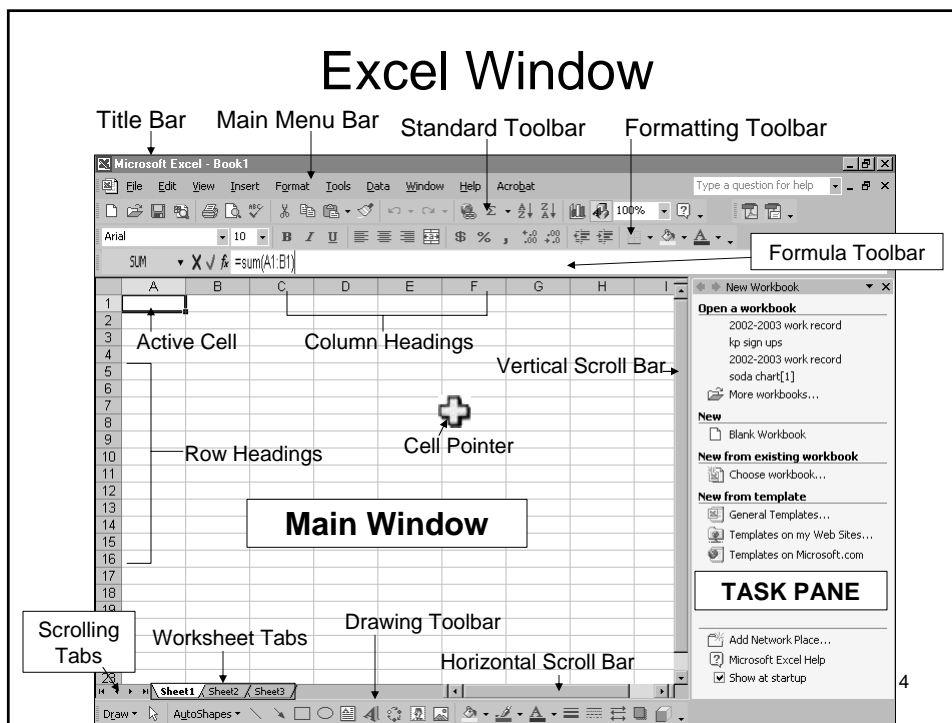 Excel Window
Title Bar Main Menu Bar Standard Toolbar Formatting Toolbar
Microsoft Excel - Book1
File Edit View Insert Format Tools Data Window Help Acrobat Type a question for help
100%
Arial 10 B I U $ % ,
Formula Toolbar
SUM =sum(A1:B1)
A B C D E F G H I
New Workbook
Open a workbook
2002-2003 work record
kp sign ups
2002-2003 work record
soda chart[1]
More workbooks...
New
Blank Workbook
New from existing workbook
Choose workbook...
New from template
General Templates...
Templates on my Web Sites...
Templates on Microsoft.com
TASK PANE
Add Network Place...
Microsoft Excel Help
Show at startup
1
2
3
4
5
6
7
8
9
10
11
12
13
14
15
16
17
18
19
23
Active Cell Column Headings
Vertical Scroll Bar
Row Headings Cell Pointer
Main Window
Scrolling Tabs
Worksheet Tabs
Drawing Toolbar
Horizontal Scroll Bar
4
Sheet1 Sheet2 Sheet3
Draw AutoShapes